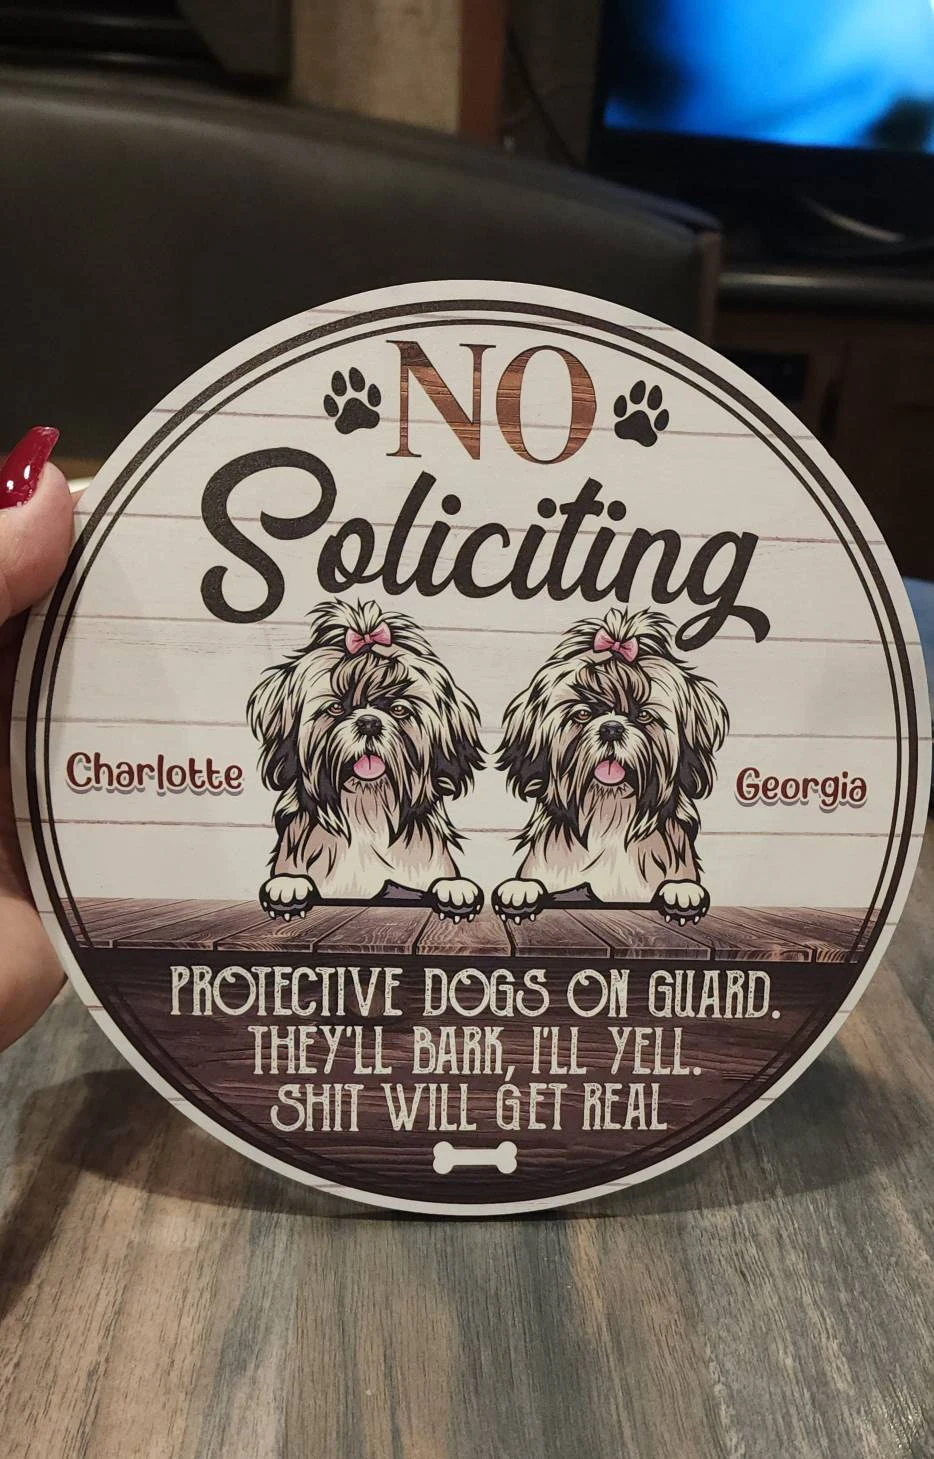 NO
Soliciting
Charlotte
Georgia
PROTECTIVE DOGS ON GUARD.
THEY'LL BARK, I'LL YELL.
SHIT WILL GET REAL